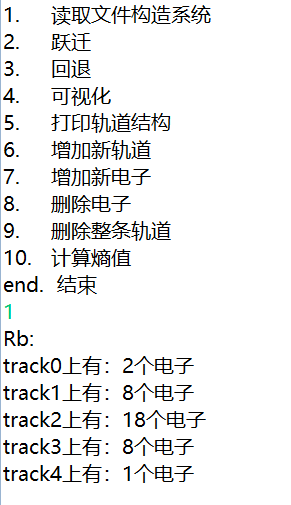 1.	读取文件构造系统
2.	跃迁
3.	回退
4.	可视化
5.	打印轨道结构
6.	增加新轨道
7.	增加新电子
8.	删除电子
9.	删除整条轨道
10.	计算熵值
end.	结束
1
Rb:
track0上有：2个电子
track1上有：8个电子
track2上有：18个电子
track3上有：8个电子
track4上有：1个电子